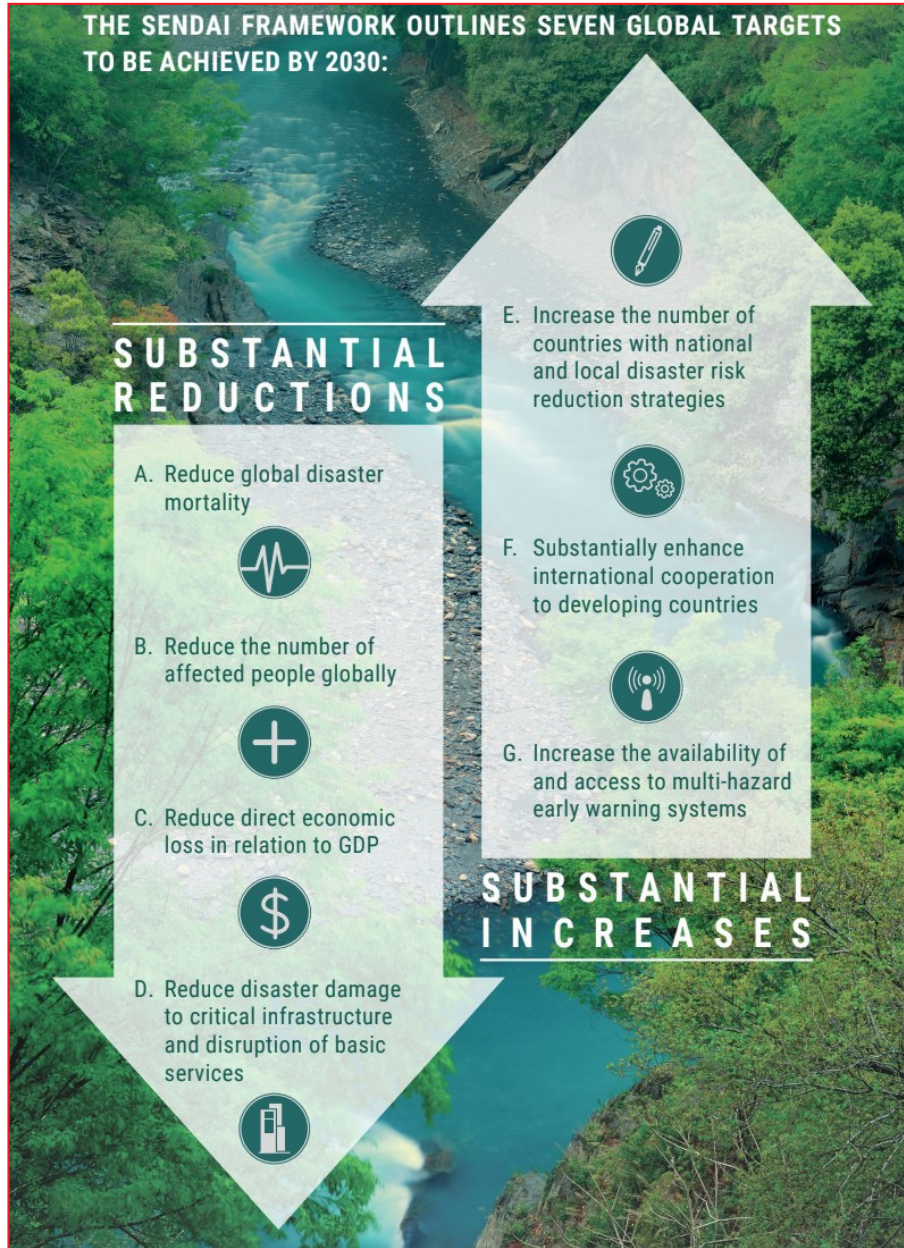 THE SENDAI FRAMEWORK OUTLINES SEVEN GLOBAL TARGETS
TO BE ACHIEVED BY 2030:
SUBSTANTIAL
REDUCTIONS
A. Reduce global disaster
mortality
B. Reduce the number of
affected people globally
C. Reduce direct economic
loss in relation to GDP
D. Reduce disaster damage
to critical infrastructure
and disruption of basic
services
E. Increase the number of
countries with national
and local disaster risk
reduction strategies
F. Substantially enhance
international cooperation
to developing countries
G. Increase the availability of
and access to multi-hazard
early warning systems
SUBSTANTIAL
INCREASES